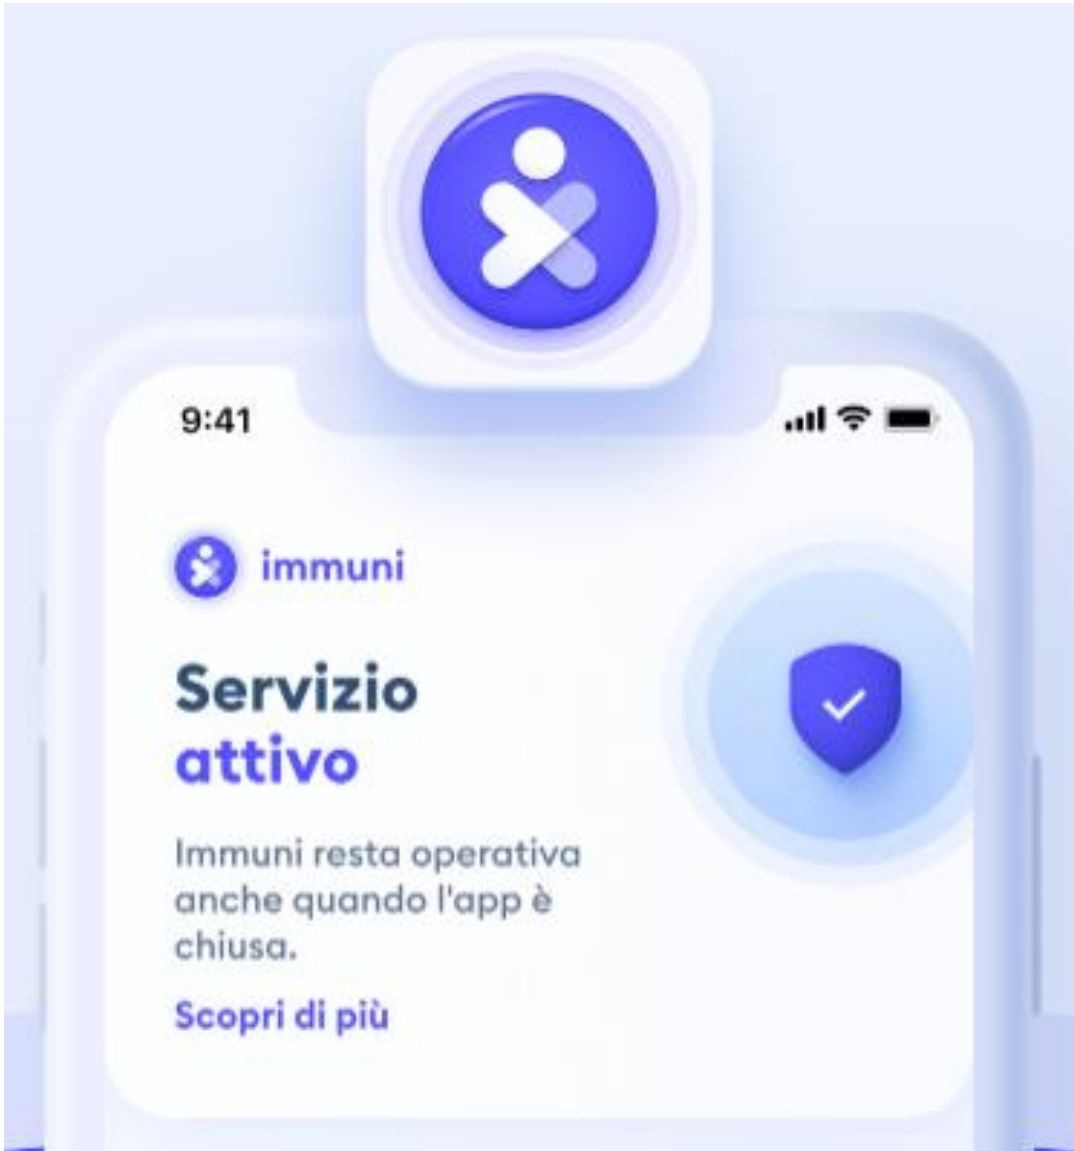 9:41
immuni
Servizio
attivo
Immuni resta operativa
anche quando l'app è
chiusa.
Scopri di più